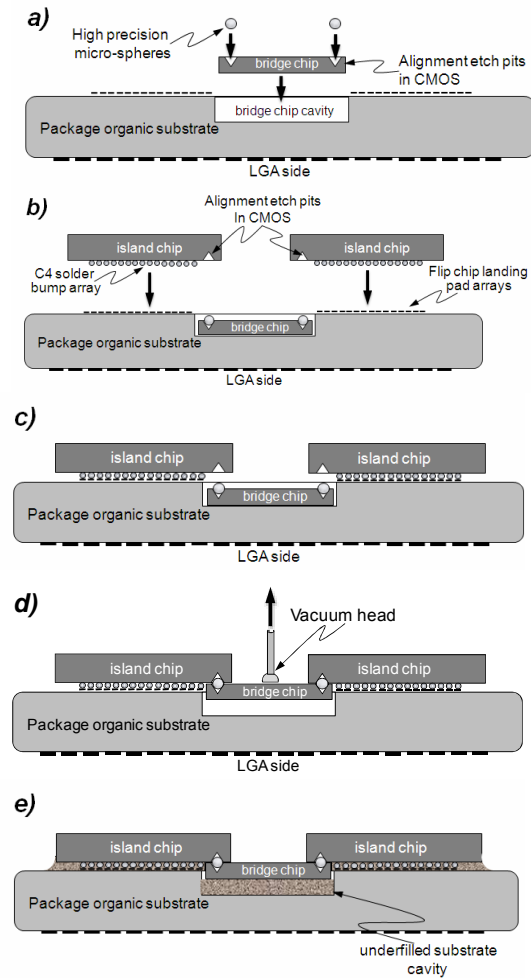 a)
High precision
micro-spheres
bridge chip
Alignment etch pits
in CMOS
bridge chip cavity
Package organic substrate
LGA side
b)
Alignment etch pits
In CMOS
island chip
island chip
C4 solder
bump array
Flip chip landing
pad arrays
bridge chip
Package organic substrate
LGA side
c)
island chip
island chip
bridge chip
Package organic substrate
LGA side
d)
Vacuum head
island chip
island chip
bridge chip
Package organic substrate
LGA side
e)
island chip
island chip
bridge chip
Package organic substrate
underfilled substrate
cavity